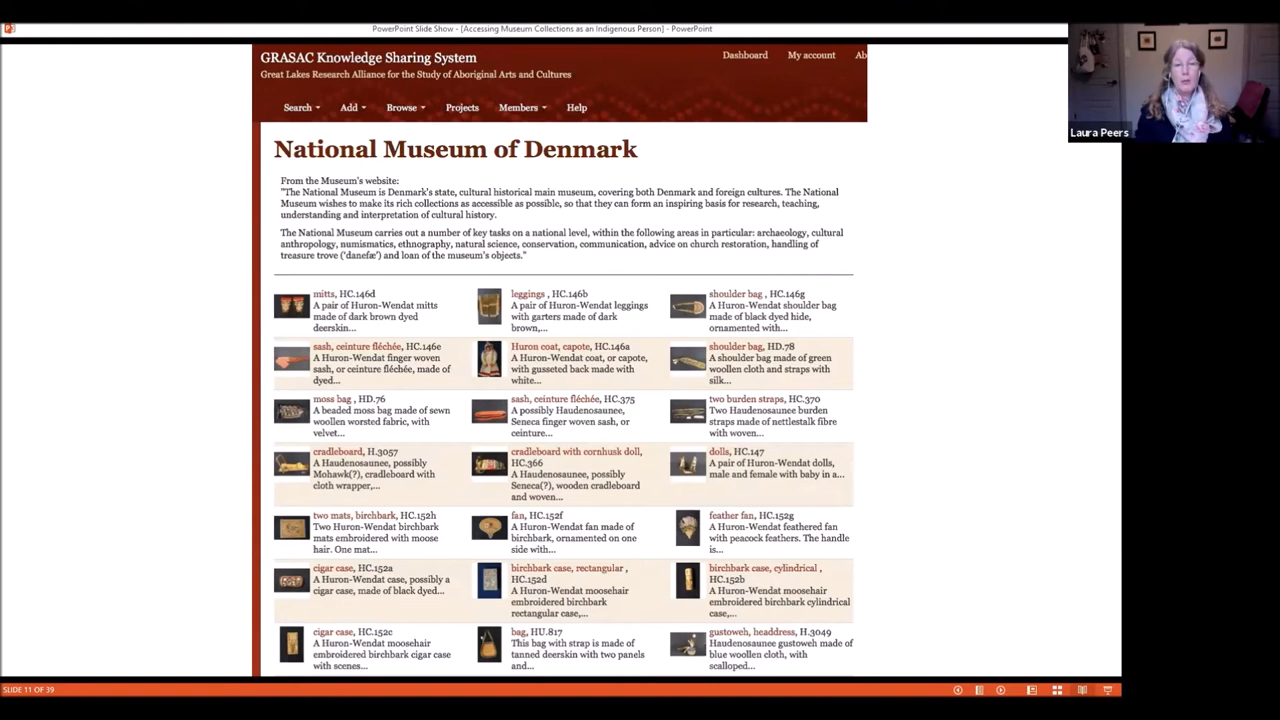 PowerPoint Slide Show - [Accessing Museum Collections as an Indigenous Person] - PowerPoint
GRASAC Knowledge Sharing System
Great Lakes Research Alliance for the Study of Aboriginal Arts and Cultures
Dashboard My account Ab
Search Add Browse Projects Members Help
Laura Peers
National Museum of Denmark
From the Museum's website:
"The National Museum is Denmark's state, cultural historical main museum, covering both Denmark and foreign cultures. The National
Museum wishes to make its rich collections as accessible as possible, so that they can form an inspiring basis for research, teaching,
understanding and interpretation of cultural history.
The National Museum carries out a number of key tasks on a national level, within the following areas in particular: archaeology, cultural
anthropology, numismatics, ethnography, natural science, conservation, communication, advice on church restoration, handling of
treasure trove ('danefæ') and loan of the museum's objects."
mitts, HC.146d
A pair of Huron-Wendat mitts
made of dark brown dyed
deerskin...
leggings , HC.146b
A pair of Huron-Wendat leggings
with garters made of dark
brown,...
shoulder bag , HC.146g
A Huron-Wendat shoulder bag
made of black dyed hide,
ornamented with...
sash, ceinture fléchée, HC.146e
A Huron-Wendat finger woven
sash, or ceinture fléchée, made of
dyed...
Huron coat, capote, HC.146a
A Huron-Wendat coat, or capote,
with gusseted back made with
white...
shoulder bag, HD.78
A shoulder bag made of green
woollen cloth and straps with
silk...
moss bag , HD.76
A beaded moss bag made of sewn
woollen worsted fabric, with
velvet...
sash, ceinture fléchée, HC.375
A possibly Haudenosaunee,
Seneca finger woven sash, or
ceinture...
two burden straps, HC.370
Two Haudenosaunee burden
straps made of nettlestalk fibre
with woven...
cradleboard, H.3057
A Haudenosaunee, possibly
Mohawk(?), cradleboard with
cloth wrapper,...
cradleboard with cornhusk doll,
HC.366
A Haudenosaunee, possibly
Seneca(?), wooden cradleboard
and woven...
dolls, HC.147
A pair of Huron-Wendat dolls,
male and female with baby in a...
two mats, birchbark, HC.152h
Two Huron-Wendat birchbark
mats embroidered with moose
hair. One mat...
fan, HC.152f
A Huron-Wendat fan made of
birchbark, ornamented on one
side with...
feather fan, HC.152g
A Huron-Wendat feathered fan
with peacock feathers. The handle
is...
cigar case, HC.152a
A Huron-Wendat case, possibly a
cigar case, made of black dyed...
birchbark case, rectangular ,
HC.152d
A Huron-Wendat moosehair
embroidered birchbark
rectangular case,...
birchbark case, cylindrical ,
HC.152b
A Huron-Wendat moosehair
embroidered birchbark cylindrical
case,...
cigar case, HC.152c
A Huron-Wendat moosehair
embroidered birchbark cigar case
with scenes...
bag, HU.817
This bag with strap is made of
tanned deerskin with two panels
and...
gustoweh, headdress, H.3049
Haudenosaunee gustoweh made of
blue woollen cloth, with
scalloped...
SLIDE 11 OF 39